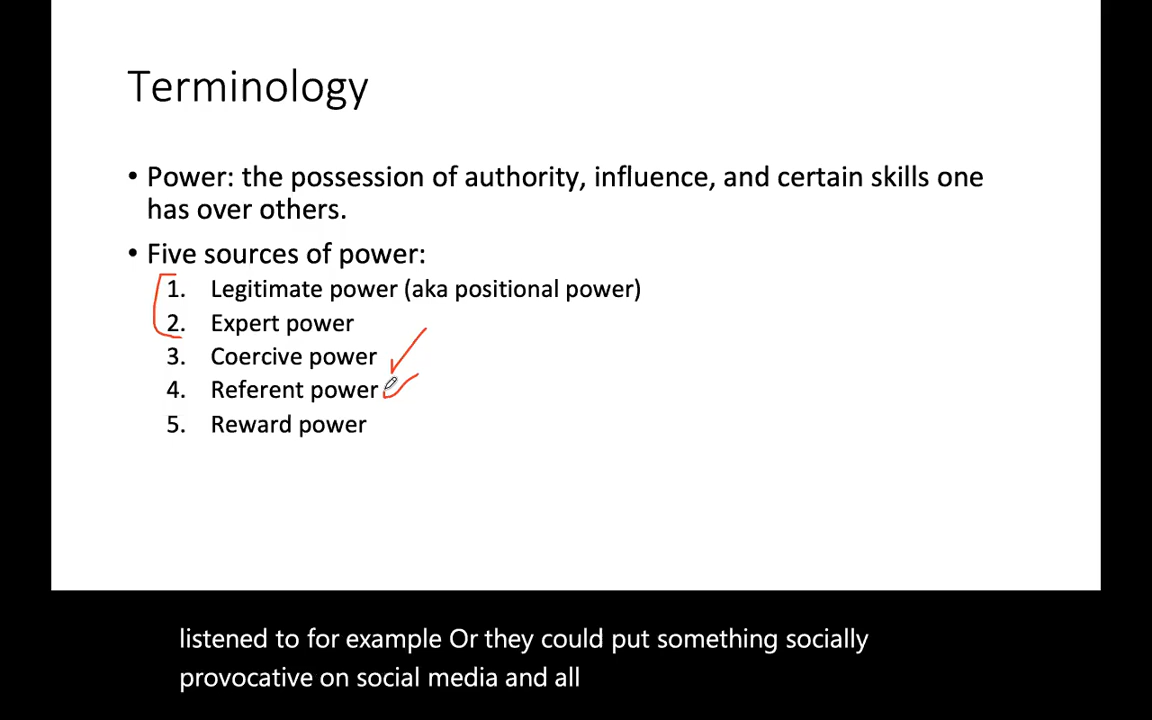 Terminology
• Power: the possession of authority, influence, and certain skills one
has over others.
• Five sources of power:
1. Legitimate power (aka positional power)
2. Expert power
3. Coercive power
4. Referent power
5. Reward power
listened to for example Or they could put something socially
provocative on social media and all